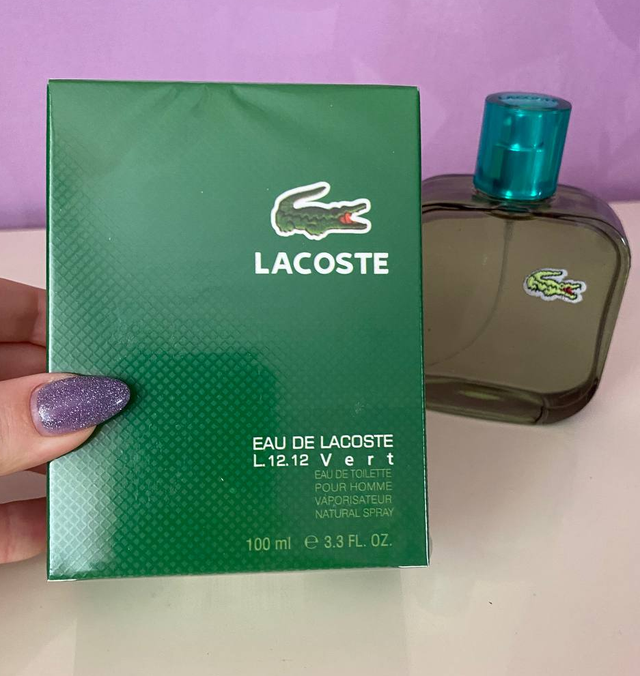 LACOSTE
EAU DE LACOSTE
L.12.12 Vert
EAU DE TOILETTE
POUR HOMME
VAPORISATEUR
NATURAL SPRAY
100 ml ℮ 3.3 FL. OZ.